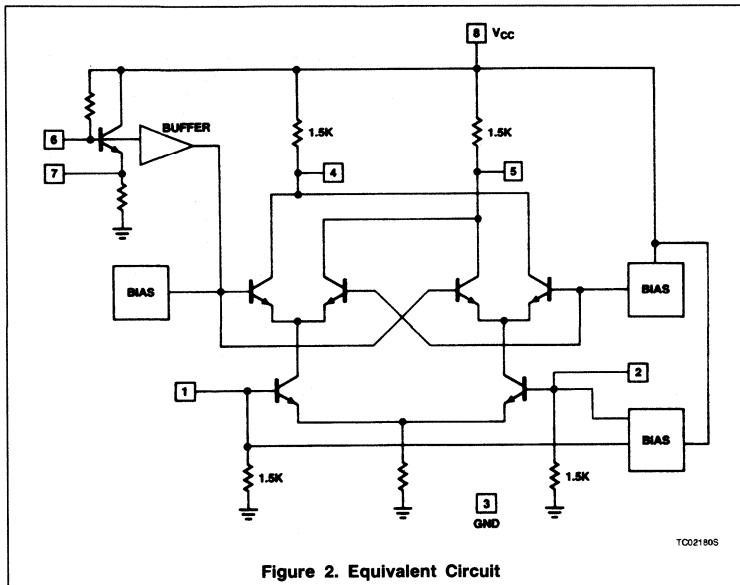 8 VCC
1.5K
1.5K
6
BUFFER
4
5
7
BIAS
BIAS
1
2
BIAS
1.5K
1.5K
3
GND
TC02180S
Figure 2. Equivalent Circuit